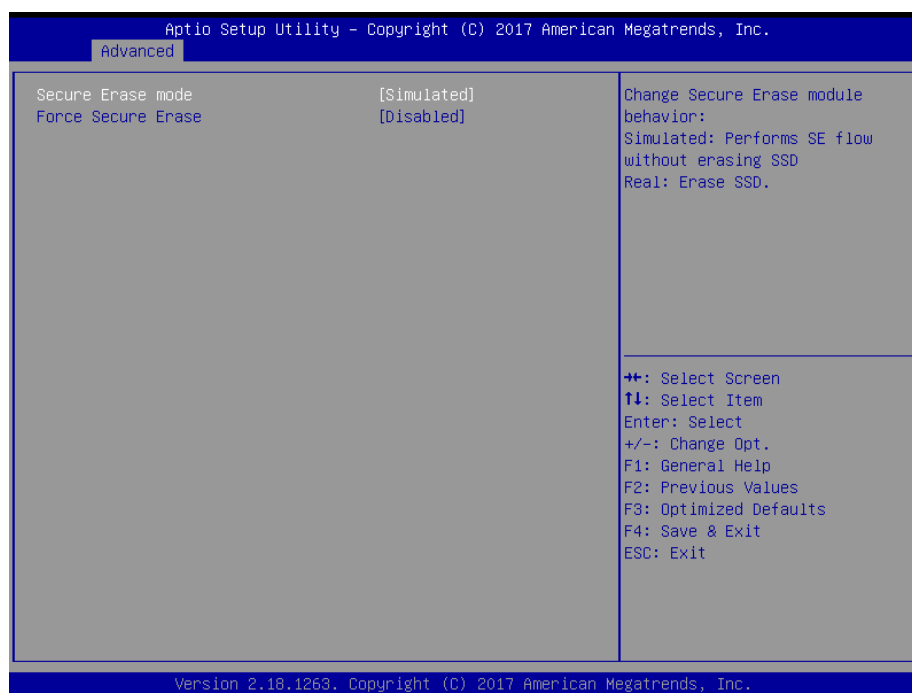 Aptio Setup Utility – Copyright (C) 2017 American Megatrends, Inc.
Advanced
Secure Erase mode [Simulated]
Force Secure Erase [Disabled]
Change Secure Erase module
behavior:
Simulated: Performs SE flow
without erasing SSD
Real: Erase SSD.
→←: Select Screen
↑↓: Select Item
Enter: Select
+/-: Change Opt.
F1: General Help
F2: Previous Values
F3: Optimized Defaults
F4: Save & Exit
ESC: Exit
Version 2.18.1263. Copyright (C) 2017 American Megatrends, Inc.